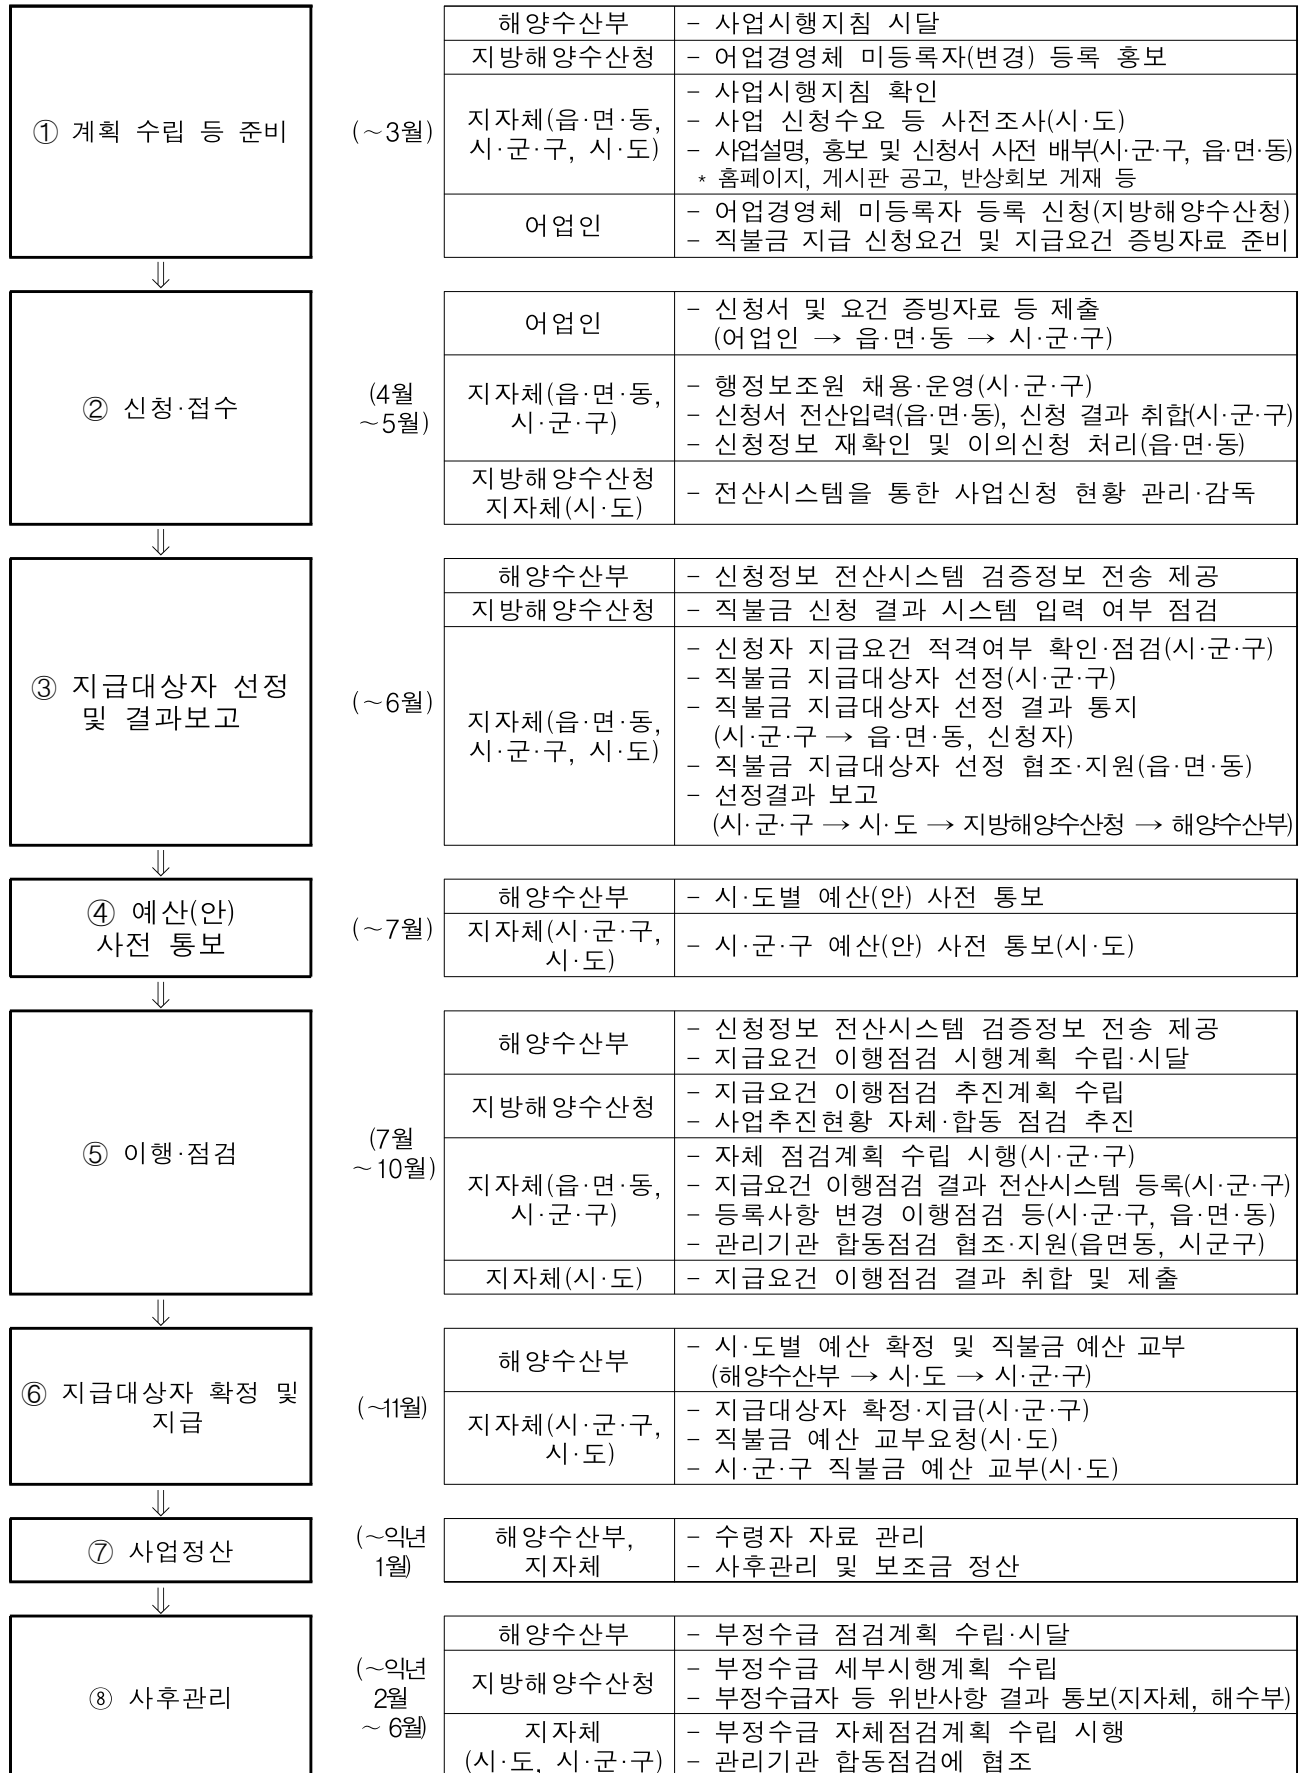 ① 계획 수립 등 준비
(～3월)
해양수산부
- 사업시행지침 시달
지방해양수산청
- 어업경영체 미등록자(변경) 등록 홍보
지자체(읍·면·동,
시·군·구, 시·도)
- 사업시행지침 확인
- 사업 신청수요 등 사전조사(시·도)
- 사업설명, 홍보 및 신청서 사전 배부(시·군·구, 읍·면·동)
* 홈페이지, 게시판 공고, 반상회보 게재 등
어업인
- 어업경영체 미등록자 등록 신청(지방해양수산청)
- 직불금 지급 신청요건 및 지급요건 증빙자료 준비
⇓
② 신청·접수
(4월
～5월)
어업인
- 신청서 및 요건 증빙자료 등 제출
(어업인 → 읍·면·동 → 시·군·구)
지자체(읍·면·동,
시·군·구)
- 행정보조원 채용·운영(시·군·구)
- 신청서 전산입력(읍·면·동), 신청 결과 취합(시·군·구)
- 신청정보 재확인 및 이의신청 처리(읍·면·동)
지방해양수산청
지자체(시·도)
- 전산시스템을 통한 사업신청 현황 관리·감독
⇓
③ 지급대상자 선정
및 결과보고
(～6월)
해양수산부
- 신청정보 전산시스템 검증정보 전송 제공
지방해양수산청
- 직불금 신청 결과 시스템 입력 여부 점검
지자체(읍·면·동,
시·군·구, 시·도)
- 신청자 지급요건 적격여부 확인·점검(시·군·구)
- 직불금 지급대상자 선정(시·군·구)
- 직불금 지급대상자 선정 결과 통지
(시·군·구 → 읍·면·동, 신청자)
- 직불금 지급대상자 선정 협조·지원(읍·면·동)
- 선정결과 보고
(시·군·구 → 시·도 → 지방해양수산청 → 해양수산부)
⇓
④ 예산(안)
사전 통보
(～7월)
해양수산부
- 시·도별 예산(안) 사전 통보
지자체(시·군·구,
시·도)
- 시·군·구 예산(안) 사전 통보(시·도)
⇓
⑤ 이행·점검
(7월
～10월)
해양수산부
- 신청정보 전산시스템 검증정보 전송 제공
- 지급요건 이행점검 시행계획 수립·시달
지방해양수산청
- 지급요건 이행점검 추진계획 수립
- 사업추진현황 자체·합동 점검 추진
지자체(읍·면·동,
시·군·구)
- 자체 점검계획 수립 시행(시·군·구)
- 지급요건 이행점검 결과 전산시스템 등록(시·군·구)
- 등록사항 변경 이행점검 등(시·군·구, 읍·면·동)
- 관리기관 합동점검 협조·지원(읍면동, 시군구)
지자체(시·도)
- 지급요건 이행점검 결과 취합 및 제출
⇓
⑥ 지급대상자 확정 및
지급
(～11월)
해양수산부
- 시·도별 예산 확정 및 직불금 예산 교부
(해양수산부 → 시·도 → 시·군·구)
지자체(시·군·구,
시·도)
- 지급대상자 확정·지급(시·군·구)
- 직불금 예산 교부요청(시·도)
- 시·군·구 직불금 예산 교부(시·도)
⇓
⑦ 사업정산
(～익년
1월)
해양수산부,
지자체
- 수령자 자료 관리
- 사후관리 및 보조금 정산
⇓
⑧ 사후관리
(～익년
2월
～ 6월)
해양수산부
- 부정수급 점검계획 수립·시달
지방해양수산청
- 부정수급 세부시행계획 수립
- 부정수급자 등 위반사항 결과 통보(지자체, 해수부)
지자체
(시·도, 시·군·구)
- 부정수급 자체점검계획 수립 시행
- 관리기관 합동점검에 협조